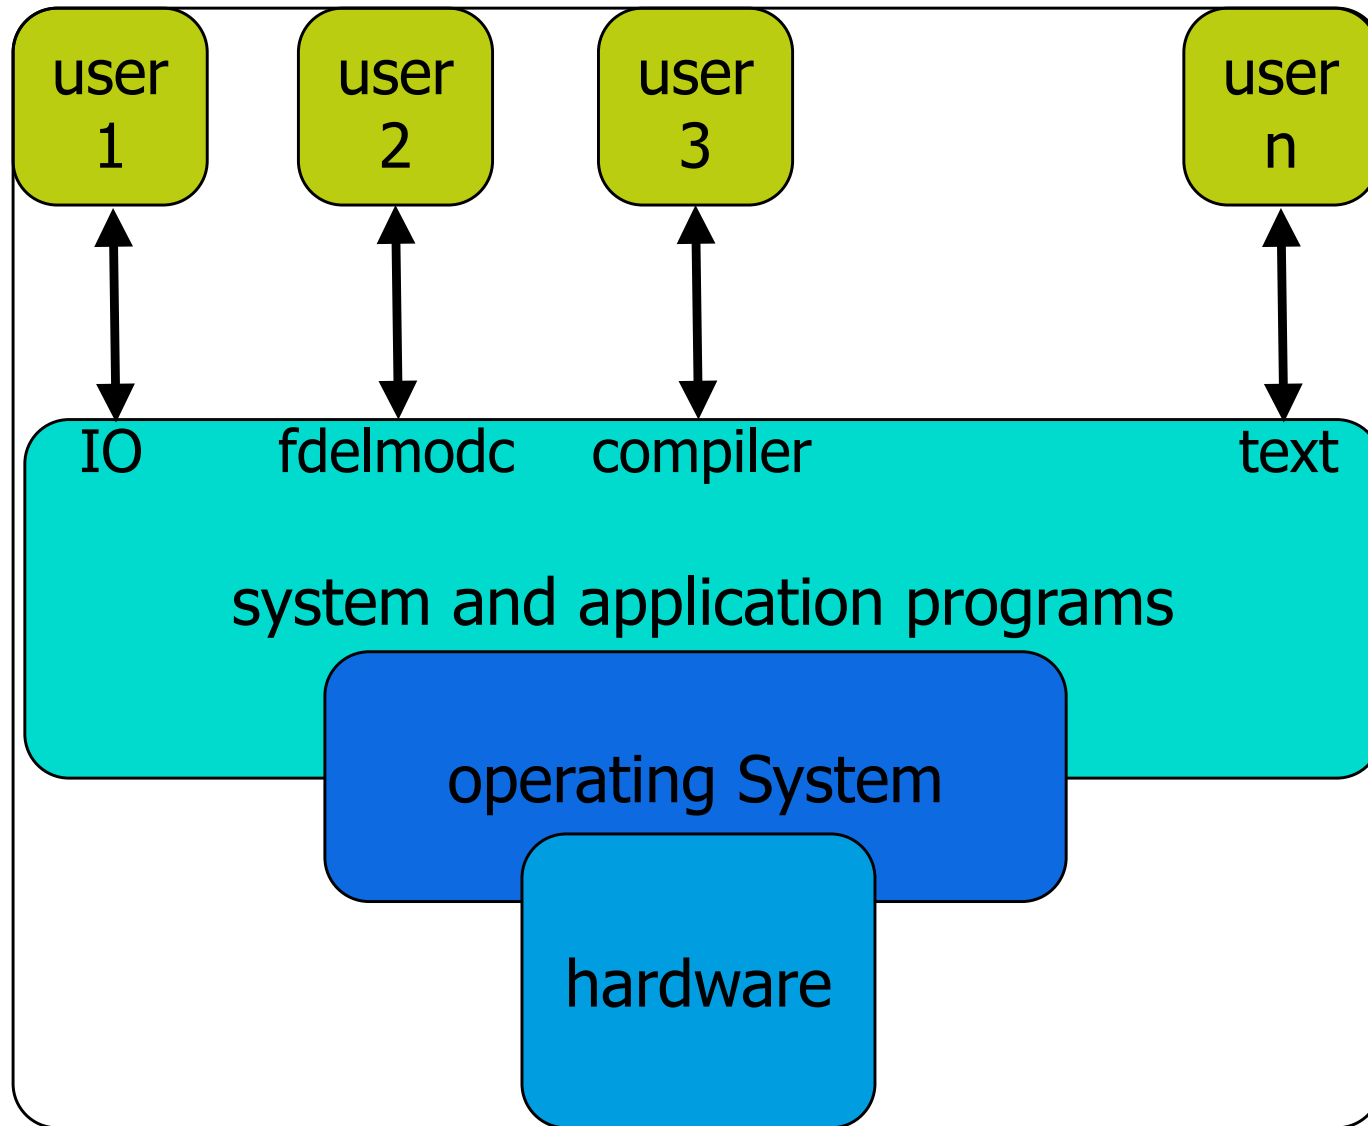 user
1
user
2
user
3
user
n
IO
fdelmodc
compiler
text
system and application programs
operating System
hardware